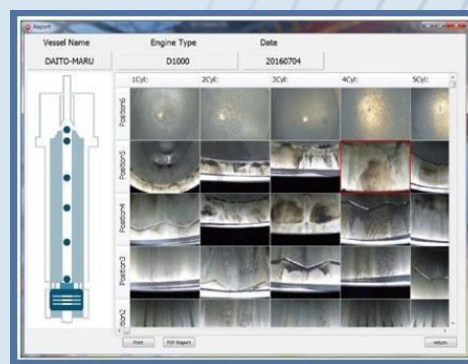 Report
Vessel Name Engine Type Date
DAITO-MARU D1000 20160704
1Cyl: 2Cyl: 3Cyl: 4Cyl: 5Cyl:
Position6
Position5
Position4
Position3
Position2
Print PDF Report return